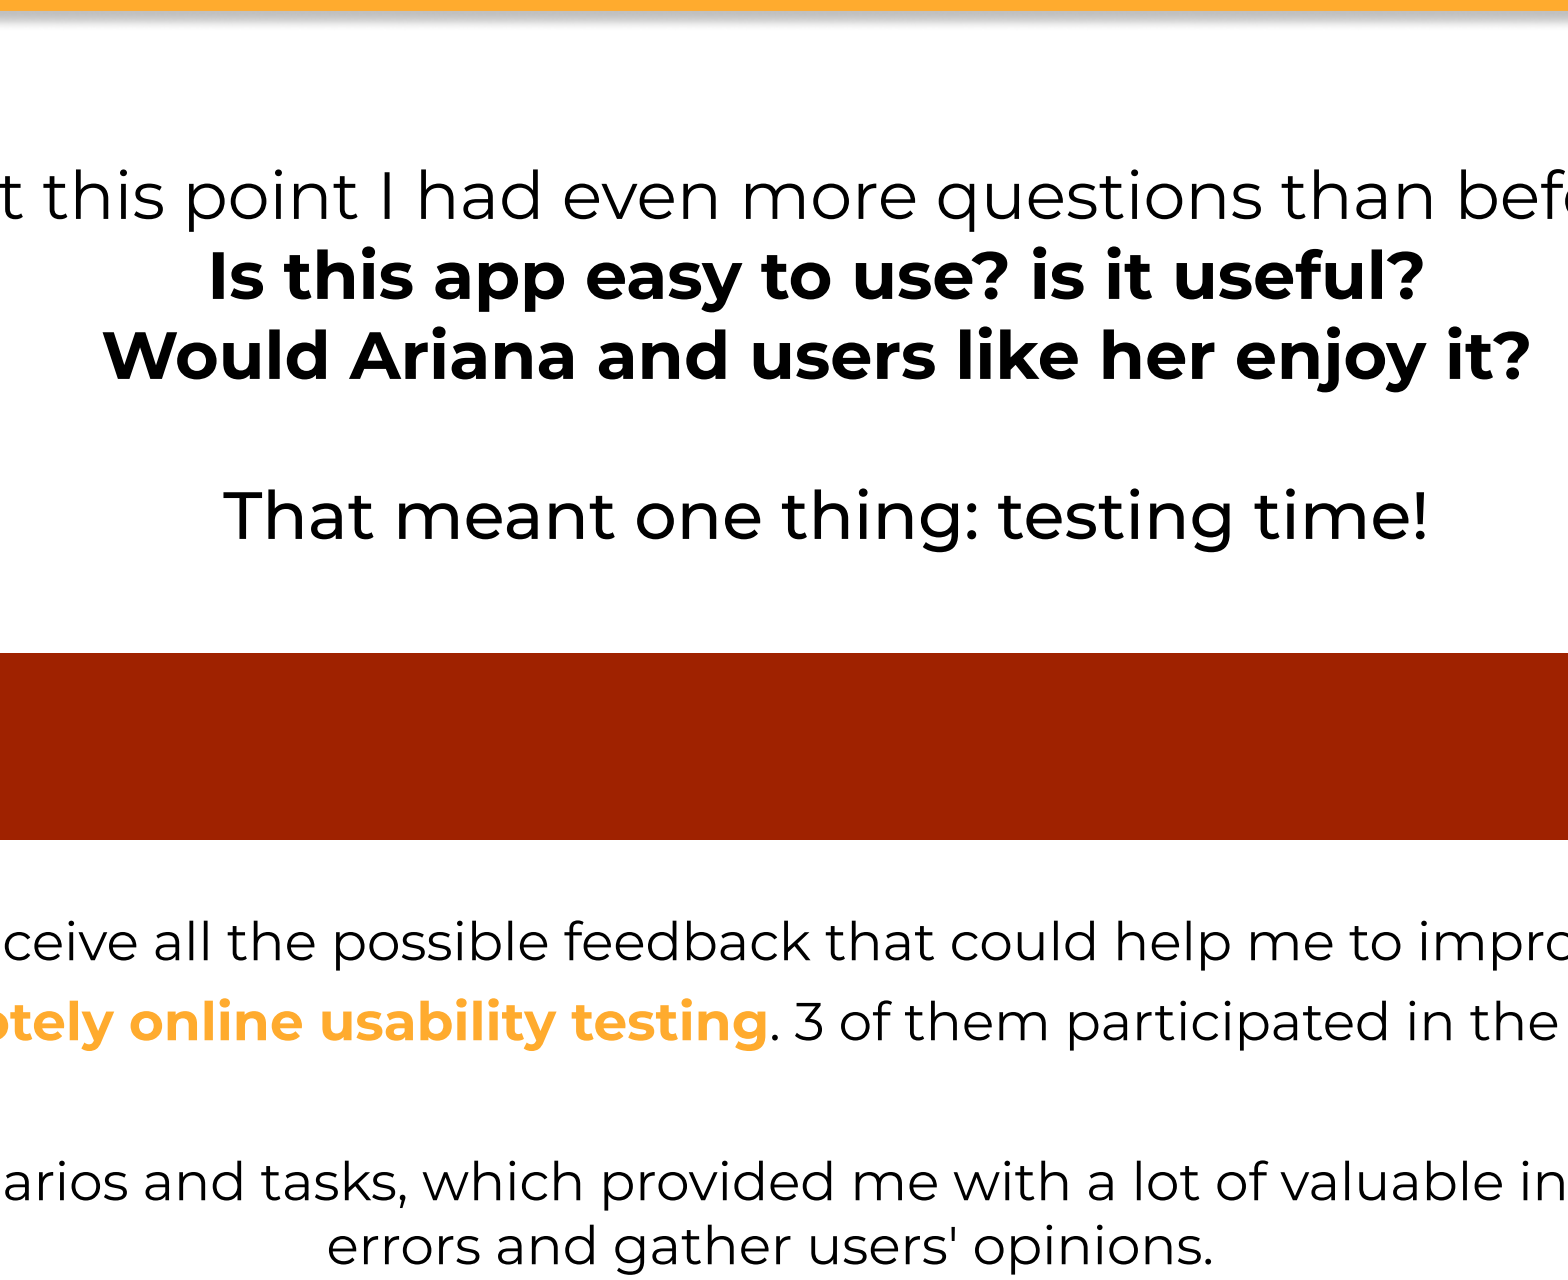 t this point I had even more questions than
Is this app easy to use? is it useful?
Would Ariana and users like her enjoy it?
That meant one thing: testing time!
ceive all the possible feedback that could help me to impro
otely online usability testing. 3 of them participated in the
arios and tasks, which provided me with a lot of valuable in
errors and gather users' opinions.